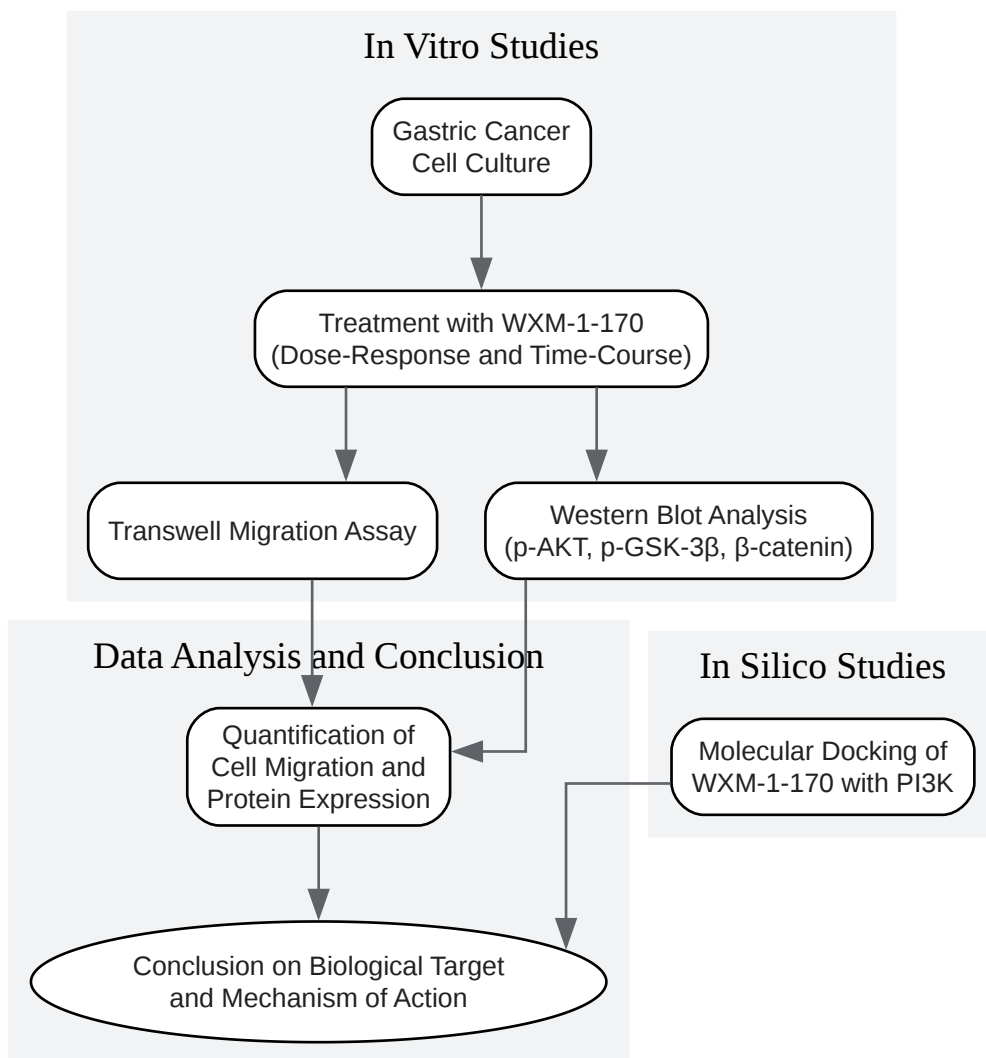 In Vitro Studies
Gastric Cancer
Cell Culture
Treatment with WXM-1-170
(Dose-Response and Time-Course)
Transwell Migration Assay
Western Blot Analysis
(p-AKT, p-GSK-3β, β-catenin)
Data Analysis and Conclusion
Quantification of
Cell Migration and
Protein Expression
In Silico Studies
Molecular Docking of
WXM-1-170 with PI3K
Conclusion on Biological Target
and Mechanism of Action